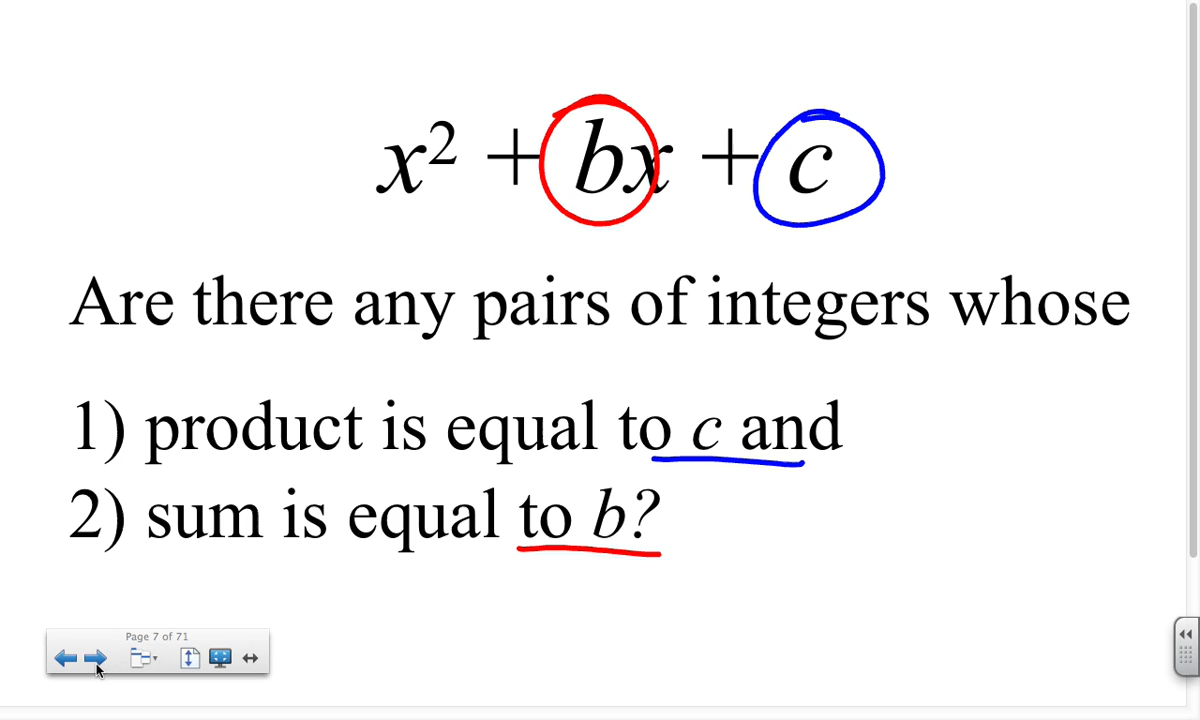 x² + bx + c
Are there any pairs of integers whose
1) product is equal to c and
2) sum is equal to b?
Page 7 of 71